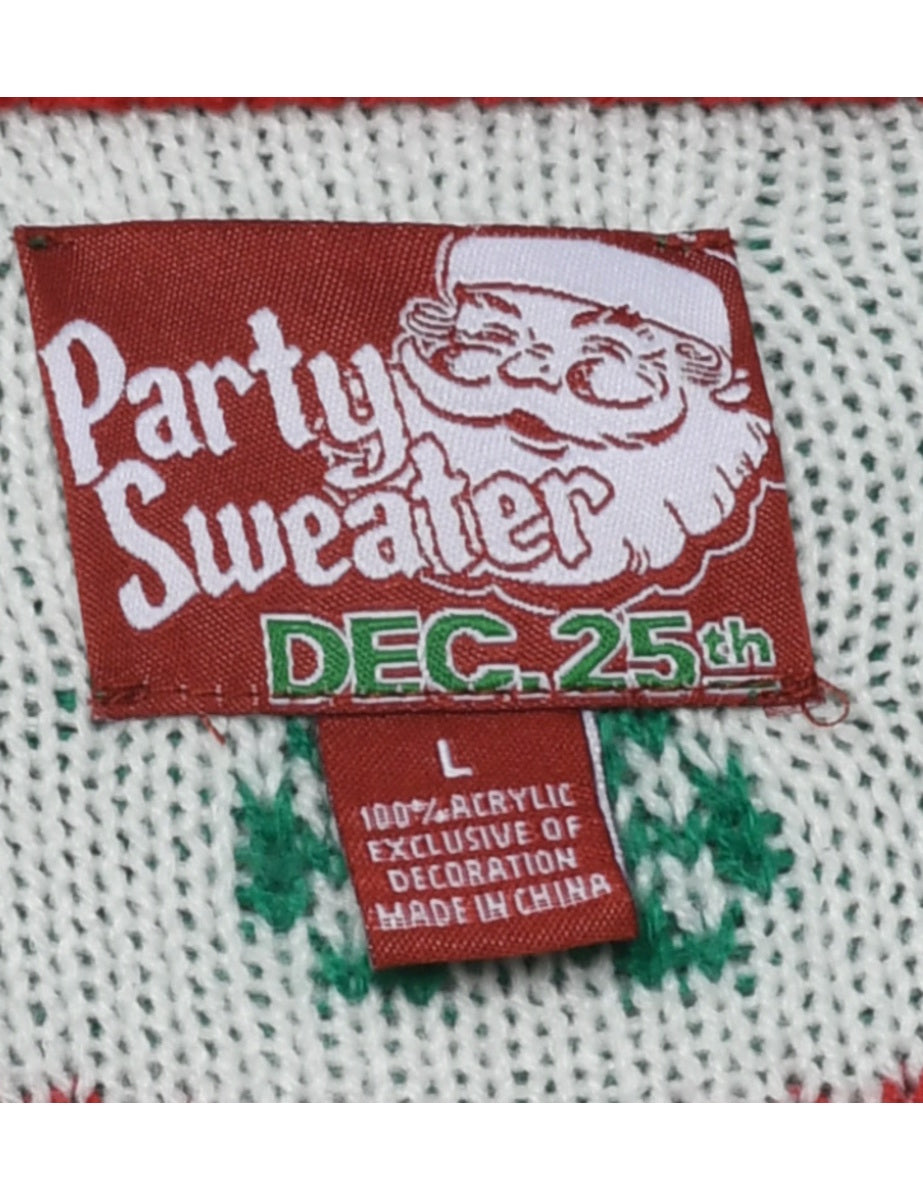 Party
Sweater
DEC. 25th
L
100% ACRYLIC
EXCLUSIVE OF
DECORATION
MADE IN CHINA